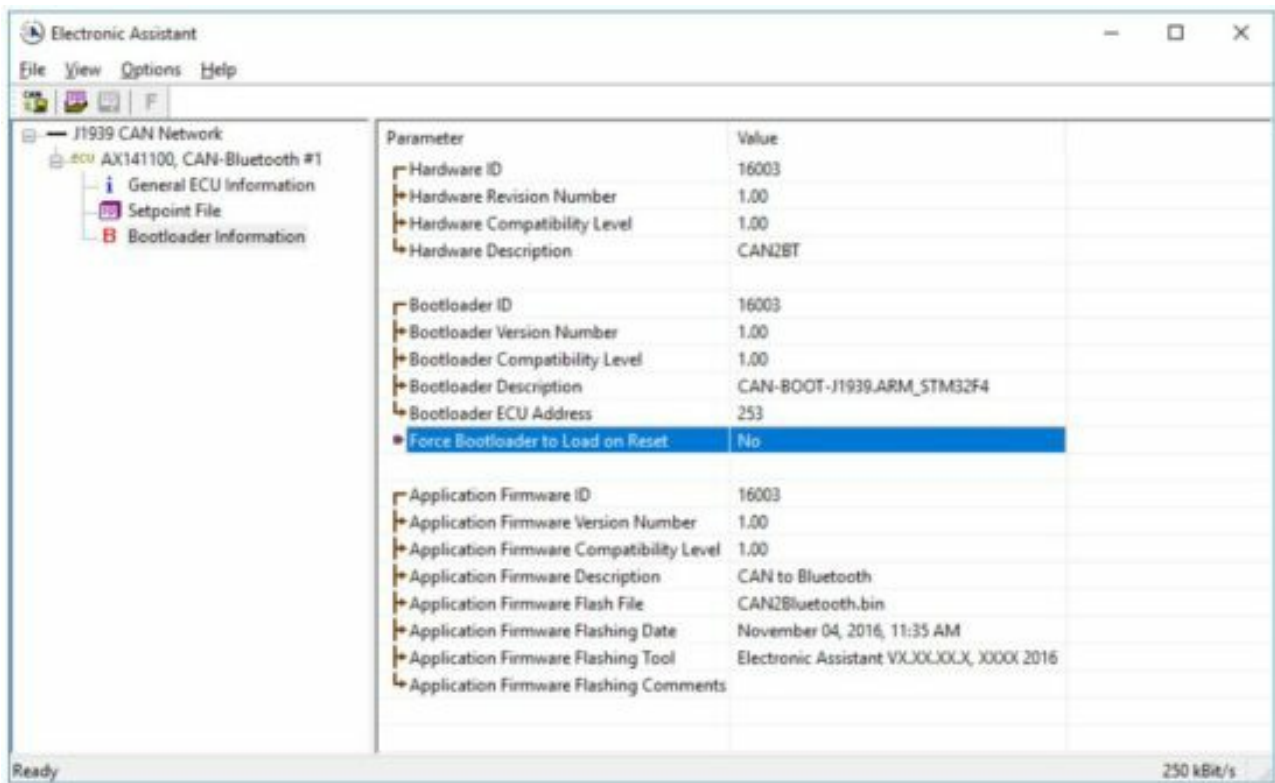 Electronic Assistant
File View Options Help
F
J1939 CAN Network
ECU AX141100, CAN-Bluetooth #1
i General ECU Information
Setpoint File
B Bootloader Information
Parameter Value
Hardware ID 16003
Hardware Revision Number 1.00
Hardware Compatibility Level 1.00
Hardware Description CAN2BT
Bootloader ID 16003
Bootloader Version Number 1.00
Bootloader Compatibility Level 1.00
Bootloader Description CAN-BOOT-J1939.ARM_STM32F4
Bootloader ECU Address 253
Force Bootloader to Load on Reset No
Application Firmware ID 16003
Application Firmware Version Number 1.00
Application Firmware Compatibility Level 1.00
Application Firmware Description CAN to Bluetooth
Application Firmware Flash File CAN2Bluetooth.bin
Application Firmware Flashing Date November 04, 2016, 11:35 AM
Application Firmware Flashing Tool Electronic Assistant VX.XX.XX.X, XXXX 2016
Application Firmware Flashing Comments
Ready 250 kBit/s